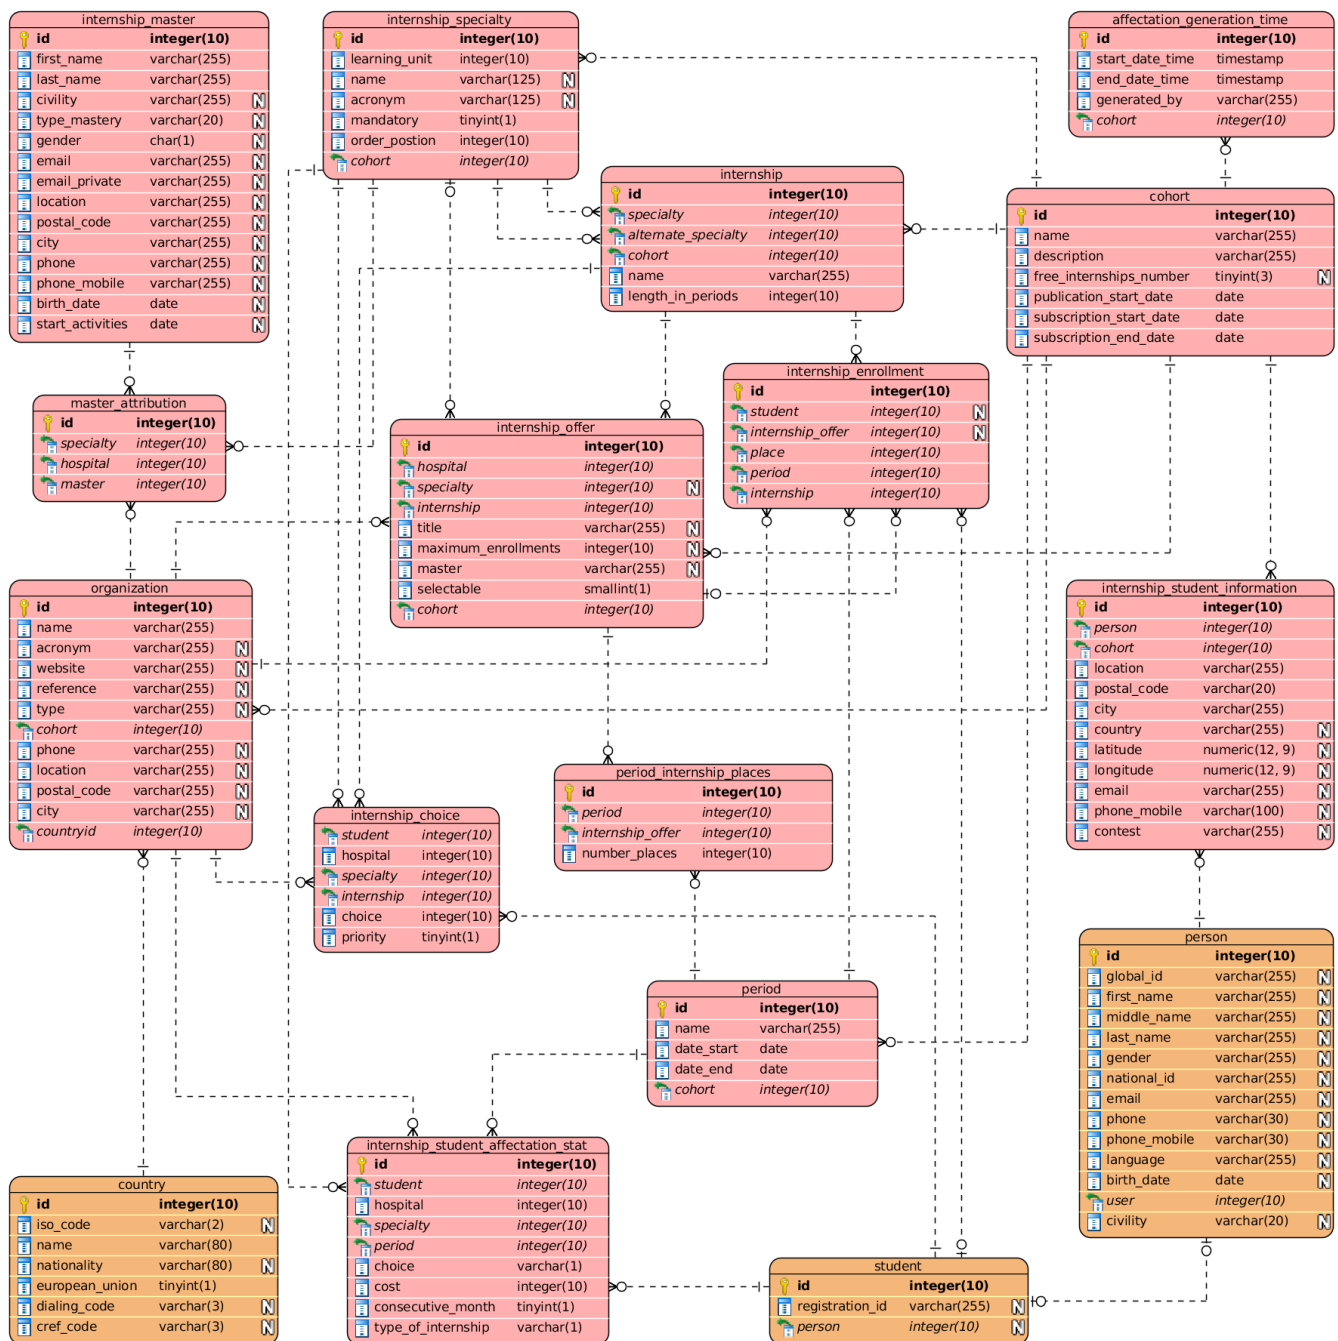 internship_master
id integer(10)
first_name varchar(255)
last_name varchar(255)
civility varchar(255) N
type_mastery varchar(20) N
gender char(1) N
email varchar(255) N
email_private varchar(255) N
location varchar(255) N
postal_code varchar(255) N
city varchar(255) N
phone varchar(255) N
phone_mobile varchar(255) N
birth_date date N
start_activities date N
internship_specialty
id integer(10)
learning_unit integer(10)
name varchar(125) N
acronym varchar(125) N
mandatory tinyint(1)
order_postion integer(10)
cohort integer(10)
affectation_generation_time
id integer(10)
start_date_time timestamp
end_date_time timestamp
generated_by varchar(255)
cohort integer(10)
internship
id integer(10)
specialty integer(10)
alternate_specialty integer(10)
cohort integer(10)
name varchar(255)
length_in_periods integer(10)
cohort
id integer(10)
name varchar(255)
description varchar(255)
free_internships_number tinyint(3) N
publication_start_date date
subscription_start_date date
subscription_end_date date
master_attribution
id integer(10)
specialty integer(10)
hospital integer(10)
master integer(10)
internship_offer
id integer(10)
hospital integer(10)
specialty integer(10) N
internship integer(10)
title varchar(255) N
maximum_enrollments integer(10) N
master varchar(255) N
selectable smallint(1)
cohort integer(10)
internship_enrollment
id integer(10)
student integer(10) N
internship_offer integer(10) N
place integer(10)
period integer(10)
internship integer(10)
organization
id integer(10)
name varchar(255)
acronym varchar(255) N
website varchar(255) N
reference varchar(255) N
type varchar(255) N
cohort integer(10)
phone varchar(255) N
location varchar(255) N
postal_code varchar(255) N
city varchar(255) N
countryid integer(10)
internship_student_information
id integer(10)
person integer(10)
cohort integer(10)
location varchar(255)
postal_code varchar(20)
city varchar(255)
country varchar(255) N
latitude numeric(12, 9) N
longitude numeric(12, 9) N
email varchar(255) N
phone_mobile varchar(100) N
contest varchar(255) N
internship_choice
student integer(10)
hospital integer(10)
specialty integer(10)
internship integer(10)
choice integer(10)
priority tinyint(1)
period_internship_places
id integer(10)
period integer(10)
internship_offer integer(10)
number_places integer(10)
period
id integer(10)
name varchar(255)
date_start date
date_end date
cohort integer(10)
person
id integer(10)
global_id varchar(255) N
first_name varchar(255) N
middle_name varchar(255) N
last_name varchar(255) N
gender varchar(255) N
national_id varchar(255) N
email varchar(255) N
phone varchar(30) N
phone_mobile varchar(30) N
language varchar(255) N
birth_date date N
user integer(10)
civility varchar(20) N
country
id integer(10)
iso_code varchar(2) N
name varchar(80)
nationality varchar(80) N
european_union tinyint(1)
dialing_code varchar(3) N
cref_code varchar(3) N
internship_student_affectation_stat
id integer(10)
student integer(10)
hospital integer(10)
specialty integer(10)
period integer(10)
choice varchar(1)
cost integer(10)
consecutive_month tinyint(1)
type_of_internship varchar(1)
student
id integer(10)
registration_id varchar(255) N
person integer(10) N